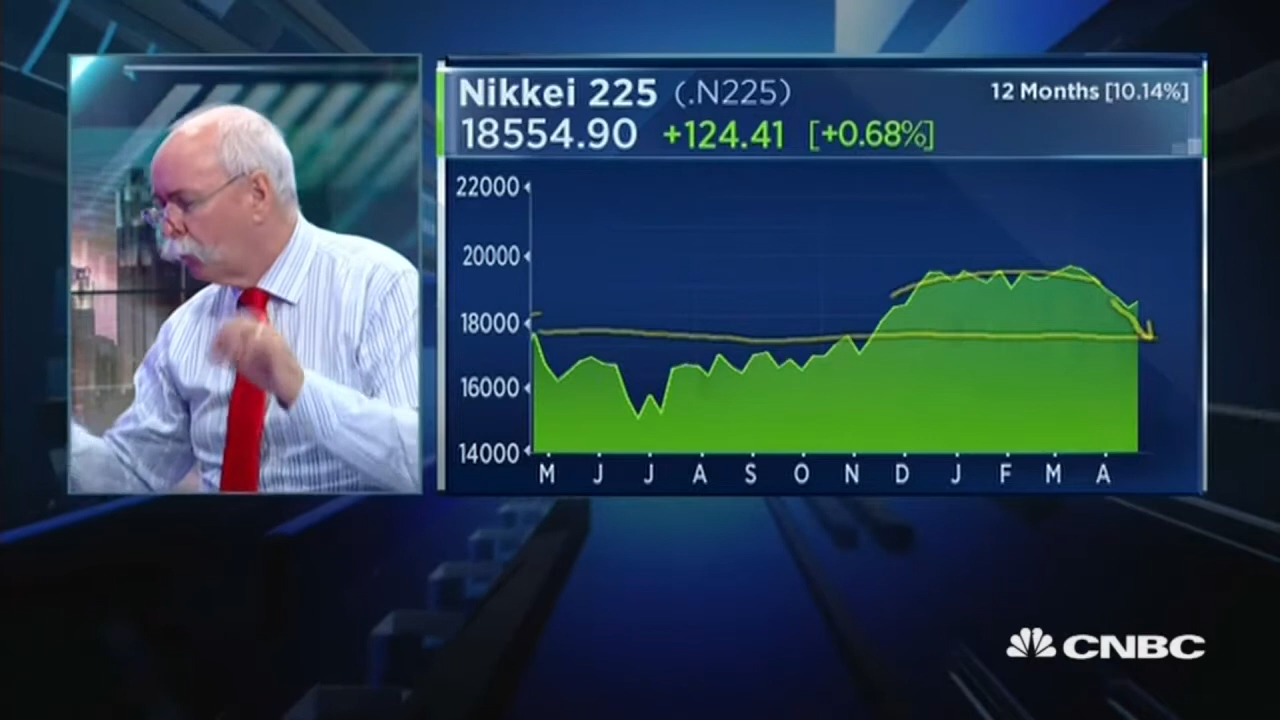 Nikkei 225 (.N225)
12 Months [10.14%]
18554.90 +124.41 [+0.68%]
22000
20000
18000
16000
14000
M J J A S O N D J F M A
CNBC